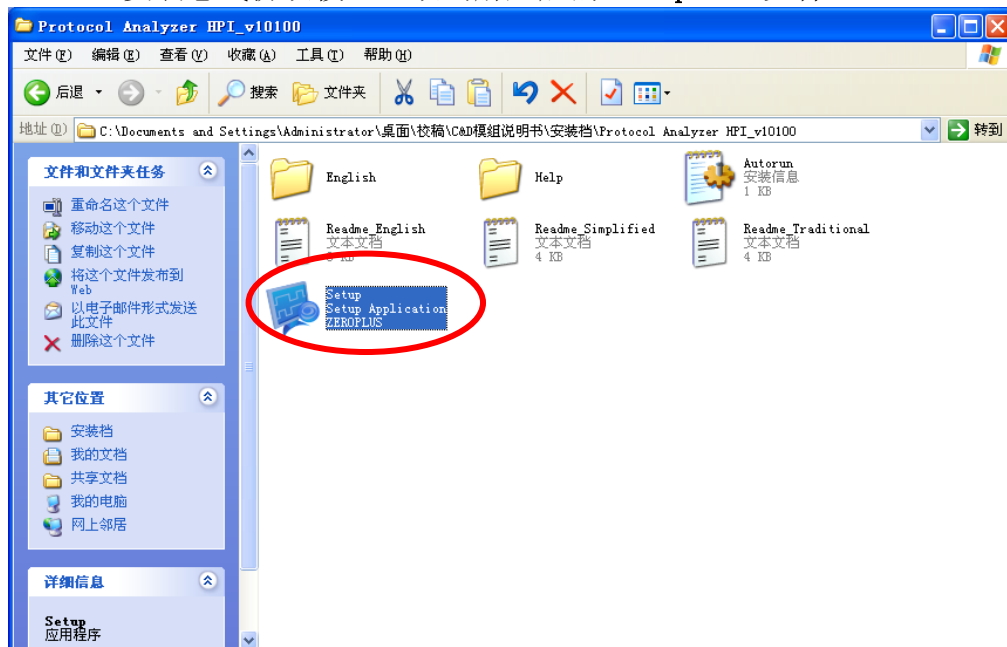 Protocol Analyzer HPI_v10100
文件(F) 编辑(E) 查看(V) 收藏(A) 工具(T) 帮助(H)
后退 搜索 文件夹
地址(D) C:\Documents and Settings\Administrator\桌面\校稿\C&D模组说明书\安装档\Protocol Analyzer HPI_v10100 转到
文件和文件夹任务
重命名这个文件
移动这个文件
复制这个文件
将这个文件发布到
Web
以电子邮件形式发送
此文件
删除这个文件
其它位置
安装档
我的文档
共享文档
我的电脑
网上邻居
详细信息
Setup
应用程序
English
Help
Autorun
安装信息
1 KB
Readme_English
文本文档
Readme_Simplified
文本文档
4 KB
Readme_Traditional
文本文档
4 KB
Setup
Setup Application
ZEROPLUS